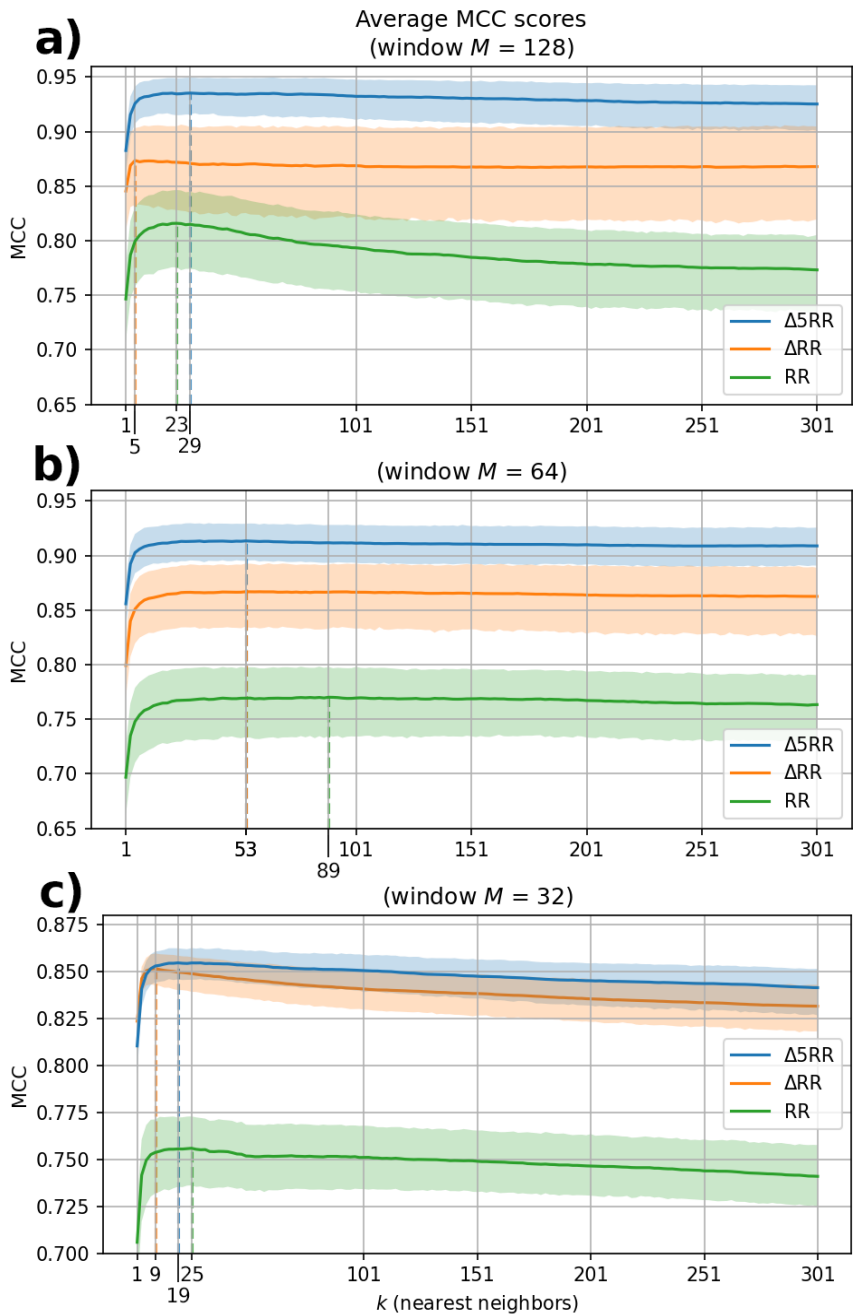 Average MCC scores
a)
(window M = 128)
0.95
0.90
0.85
0.80
0.75
0.70
0.65
MCC
Δ5RR
ΔRR
RR
1 23 101 151 201 251 301
5 29
b)
(window M = 64)
0.95
0.90
0.85
0.80
0.75
0.70
0.65
MCC
Δ5RR
ΔRR
RR
1 53 101 151 201 251 301
89
c)
(window M = 32)
0.875
0.850
0.825
0.800
0.775
0.750
0.725
0.700
MCC
Δ5RR
ΔRR
RR
1 9 25 101 151 201 251 301
19
k (nearest neighbors)